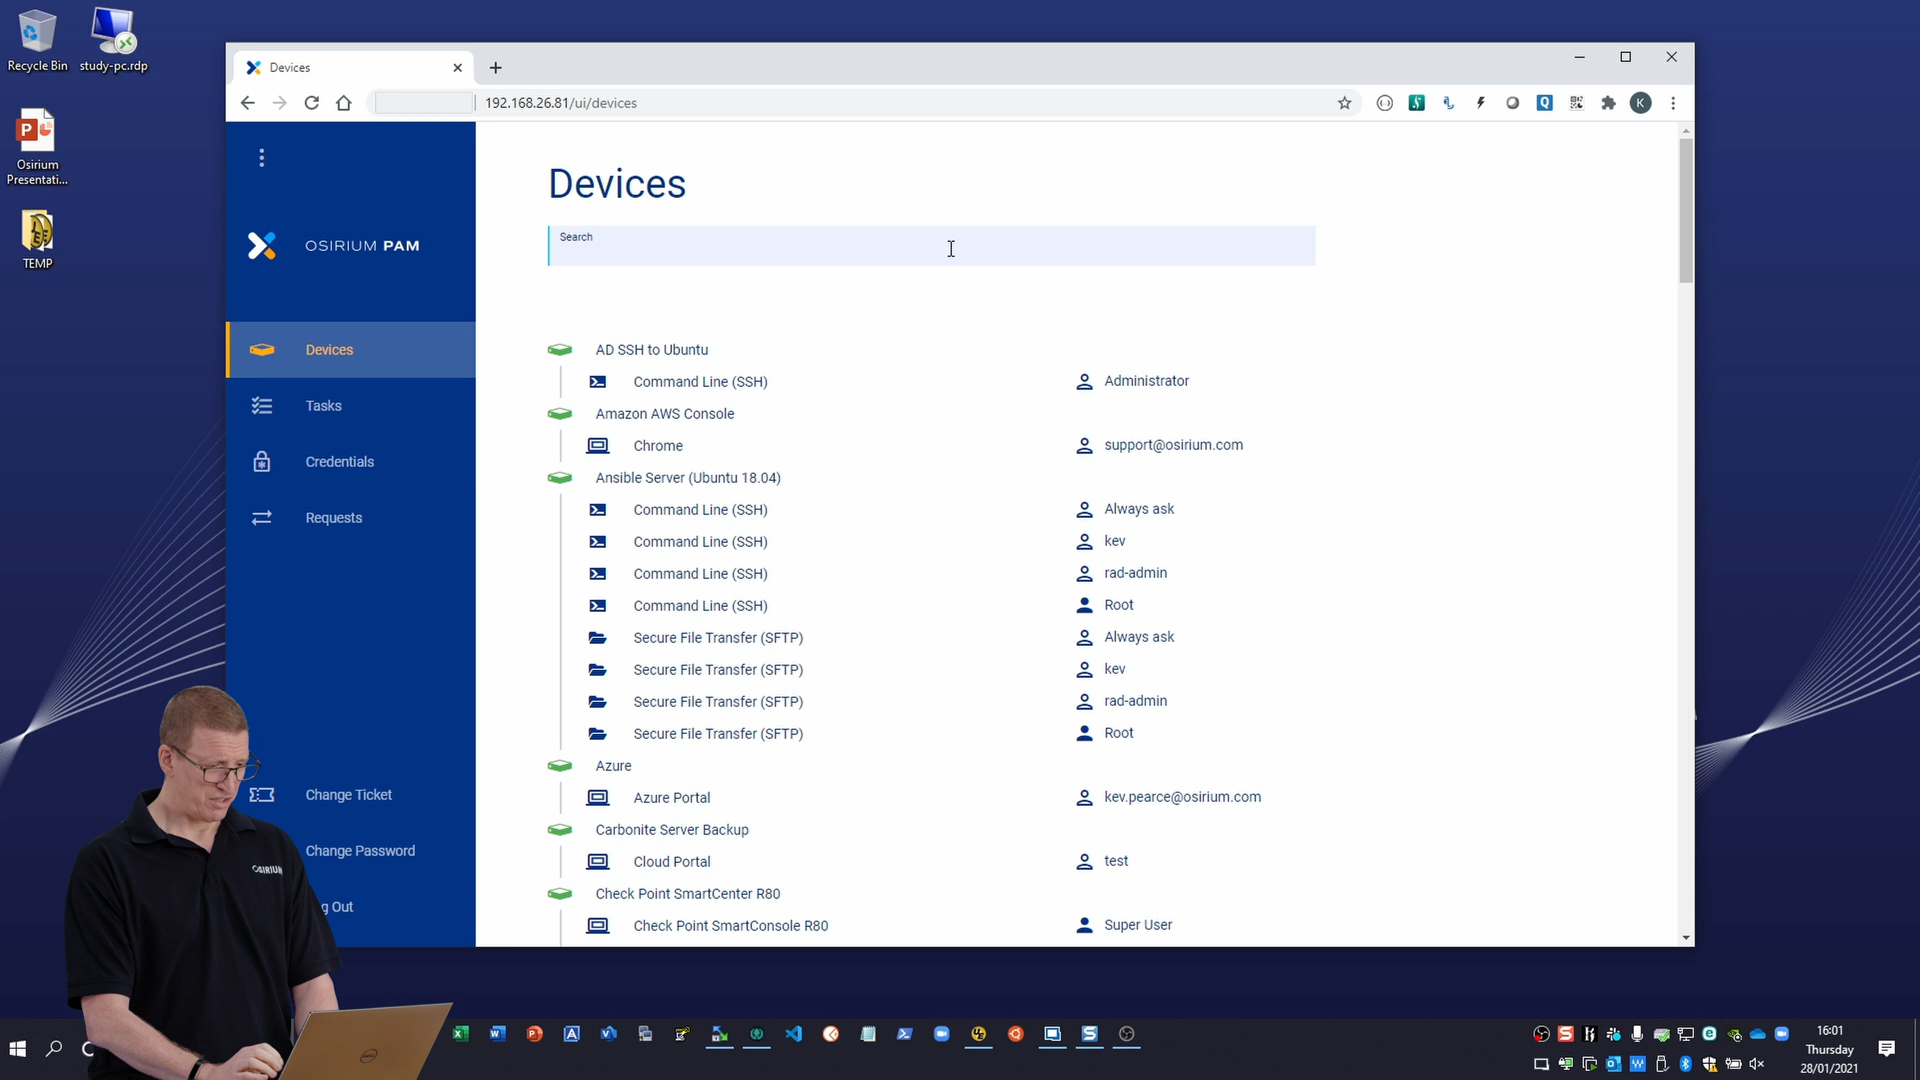 Recycle Bin
study-pc.rdp
Osirium
Presentati...
TEMP
Devices
192.168.26.81/ui/devices
K
OSIRIUM PAM
Devices
Tasks
Credentials
Requests
Change Ticket
Change Password
g Out
Devices
Search
AD SSH to Ubuntu
Command Line (SSH)
Administrator
Amazon AWS Console
Chrome
support@osirium.com
Ansible Server (Ubuntu 18.04)
Command Line (SSH)
Always ask
Command Line (SSH)
kev
Command Line (SSH)
rad-admin
Command Line (SSH)
Root
Secure File Transfer (SFTP)
Always ask
Secure File Transfer (SFTP)
kev
Secure File Transfer (SFTP)
rad-admin
Secure File Transfer (SFTP)
Root
Azure
Azure Portal
kev.pearce@osirium.com
Carbonite Server Backup
Cloud Portal
test
Check Point SmartCenter R80
Check Point SmartConsole R80
Super User
OSIRIUM
16:01
Thursday
28/01/2021